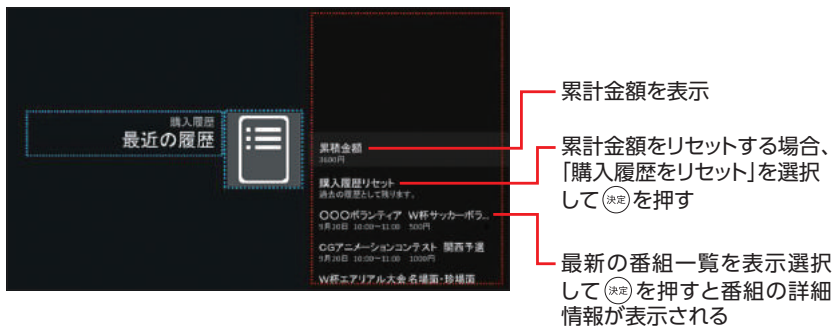 購入履歴
最近の履歴
累積金額
3600円
購入履歴リセット
過去の履歴として残ります。
〇〇〇ボランティア W杯サッカーボラ...
9月20日 10:00〜11:00 500円
CGアニメーションコンテスト 関西予選
9月20日 10:00〜11:00 1000円
W杯エアリアル大会 名場面・珍場面
累計金額を表示
累計金額をリセットする場合、
「購入履歴をリセット」を選択
して決定を押す
最新の番組一覧を表示選択
して決定を押すと番組の詳細
情報が表示される